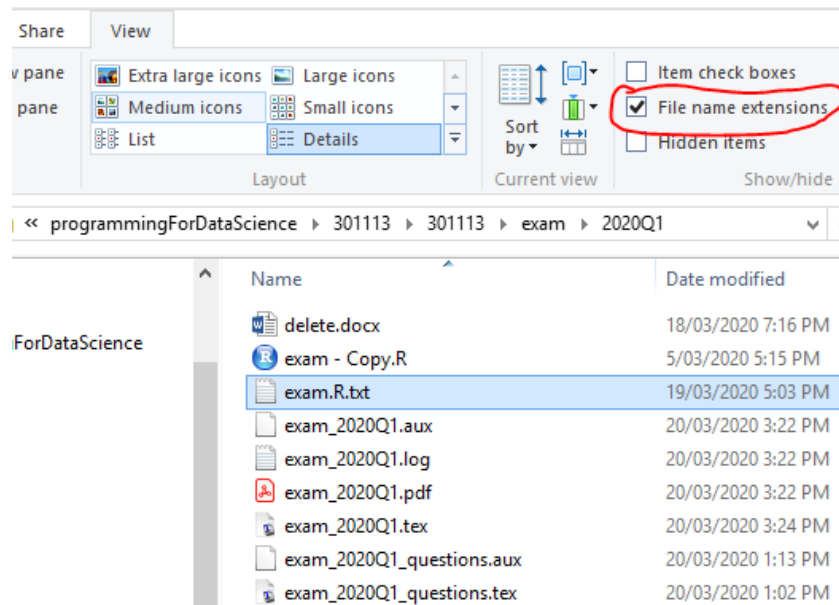 Share View
pane Extra large icons Large icons Item check boxes
pane Medium icons Small icons File name extensions
List Details Sort by Hidden items
Layout Current view Show/hide
« programmingForDataScience 301113 301113 exam 2020Q1
Name Date modified
delete.docx 18/03/2020 7:16 PM
ForDataScience
exam - Copy.R 5/03/2020 5:15 PM
exam.R.txt 19/03/2020 5:03 PM
exam_2020Q1.aux 20/03/2020 3:22 PM
exam_2020Q1.log 20/03/2020 3:22 PM
exam_2020Q1.pdf 20/03/2020 3:22 PM
exam_2020Q1.tex 20/03/2020 3:24 PM
exam_2020Q1_questions.aux 20/03/2020 1:13 PM
exam_2020Q1_questions.tex 20/03/2020 1:02 PM